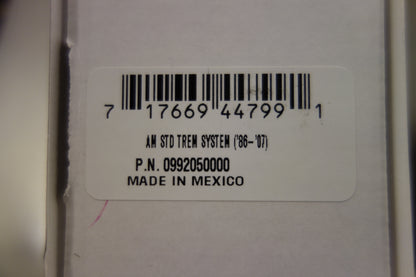 7 17669 44799 1
AM STD TREM SYSTEM ('86-'07)
P.N. 0992050000
MADE IN MEXICO